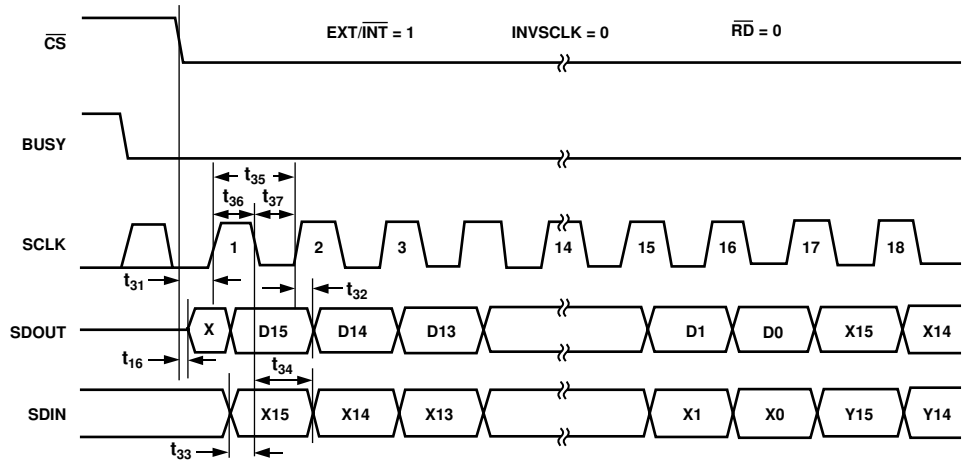 CS EXT/INT = 1 INVSCLK = 0 RD = 0
BUSY
t35
t36 t37
SCLK 1 2 3 14 15 16 17 18
t31 t32
SDOUT X D15 D14 D13 D1 D0 X15 X14
t16 t34
SDIN X15 X14 X13 X1 X0 Y15 Y14
t33